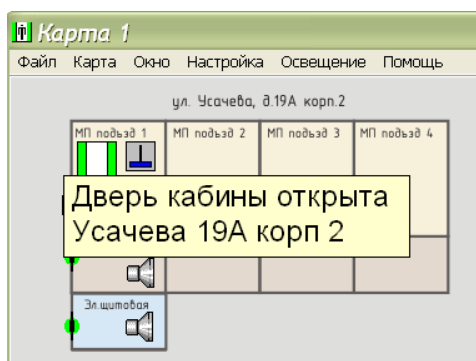 Карта 1
Файл Карта Окно Настройка Освещение Помощь
ул. Усачева, д.19А корп.2
МП подъзд 1 МП подъзд 2 МП подъзд 3 МП подъзд 4
Дверь кабины открыта
Усачева 19А корп 2
Эл.щитовая